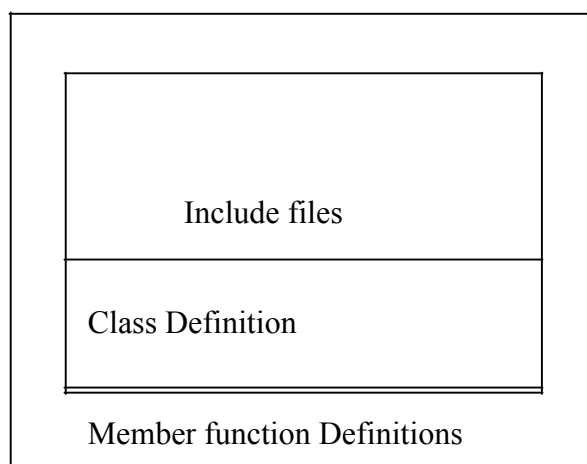 Include files
Class Definition
Member function Definitions